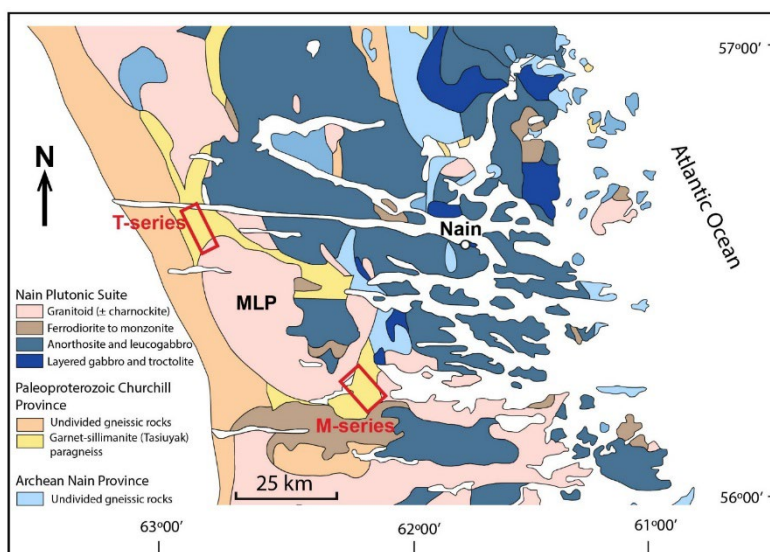 57º00'
Atlantic Ocean
N
Nain
T-series
MLP
Nain Plutonic Suite
Granitoid (± charnockite)
Ferrodiorite to monzonite
Anorthosite and leucogabbro
Layered gabbro and troctolite
Paleoproterozoic Churchill
Province
Undivided gneissic rocks
Garnet-sillimanite (Tasiuyak)
paragneiss
Archean Nain Province
Undivided gneissic rocks
M-series
25 km
56º00'
63º00'
62º00'
61º00'